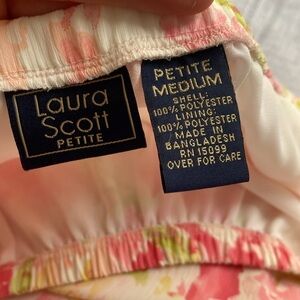 Laura
Scott
PETITE
PETITE
MEDIUM
SHELL:
100% POLYESTER
LINING:
100% POLYESTER
MADE IN
BANGLADESH
RN 15099
OVER FOR CARE